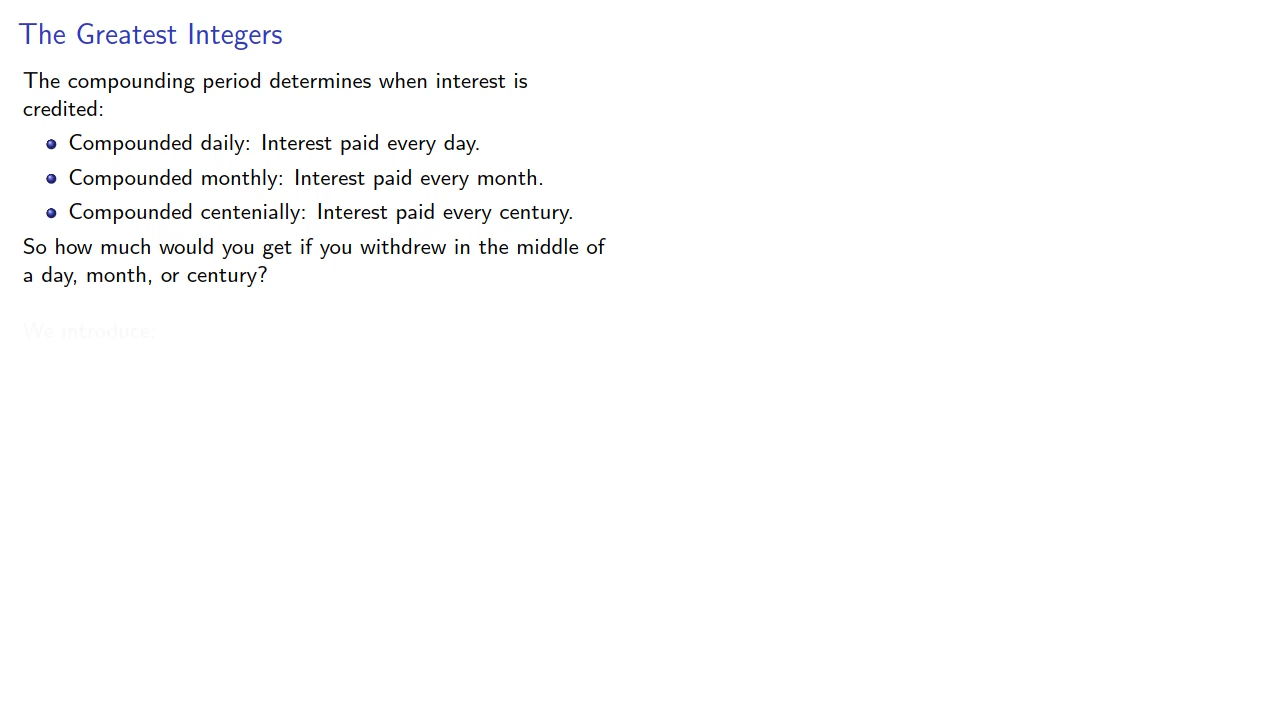 The Greatest Integers
The compounding period determines when interest is
credited:
Compounded daily: Interest paid every day.
Compounded monthly: Interest paid every month.
Compounded centenially: Interest paid every century.
So how much would you get if you withdrew in the middle of
a day, month, or century?
We introduce: